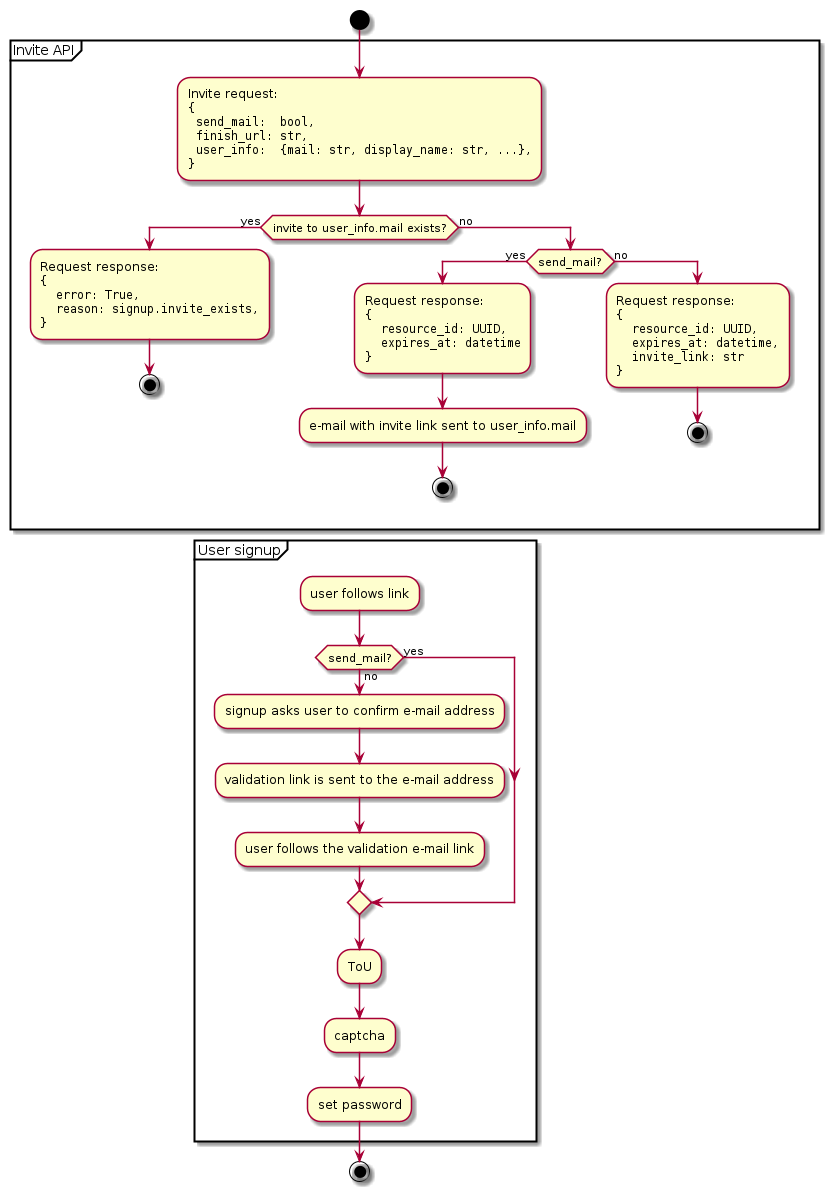 Invite API
Invite request:
{
 send_mail:  bool,
 finish_url: str,
 user_info:  {mail: str, display_name: str, ...},
}
yes
invite to user_info.mail exists?
no
Request response:
{
  error: True,
  reason: signup.invite_exists,
}
yes
send_mail?
no
Request response:
{
  resource_id: UUID,
  expires_at: datetime
}
e-mail with invite link sent to user_info.mail
Request response:
{
  resource_id: UUID,
  expires_at: datetime,
  invite_link: str
}
User signup
user follows link
send_mail?
yes
no
signup asks user to confirm e-mail address
validation link is sent to the e-mail address
user follows the validation e-mail link
ToU
captcha
set password